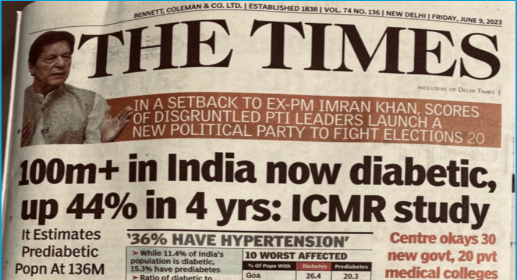 BENNETT, COLEMAN & CO. LTD. | ESTABLISHED 1838 | VOL. 74 NO. 136 | NEW DELHI | FRIDAY, JUNE 9, 2023
THE TIMES
INCLUSIVE OF DELHI TIMES |
IN A SETBACK TO EX-PM IMRAN KHAN, SCORES
OF DISGRUNTLED PTI LEADERS LAUNCH A
NEW POLITICAL PARTY TO FIGHT ELECTIONS 20
100m+ in India now diabetic,
up 44% in 4 yrs: ICMR study
It Estimates
Prediabetic
Popn At 136M
'36% HAVE HYPERTENSION'
➤ While 11.4% of India's
population is diabetic,
15.3% have prediabetes
➤ Ratio of diabetic to
10 WORST AFFECTED
% Of Popn With Diabetes Prediabetes
Goa 26.4 20.3
Centre okays 30
new govt, 20 pvt
medical colleges